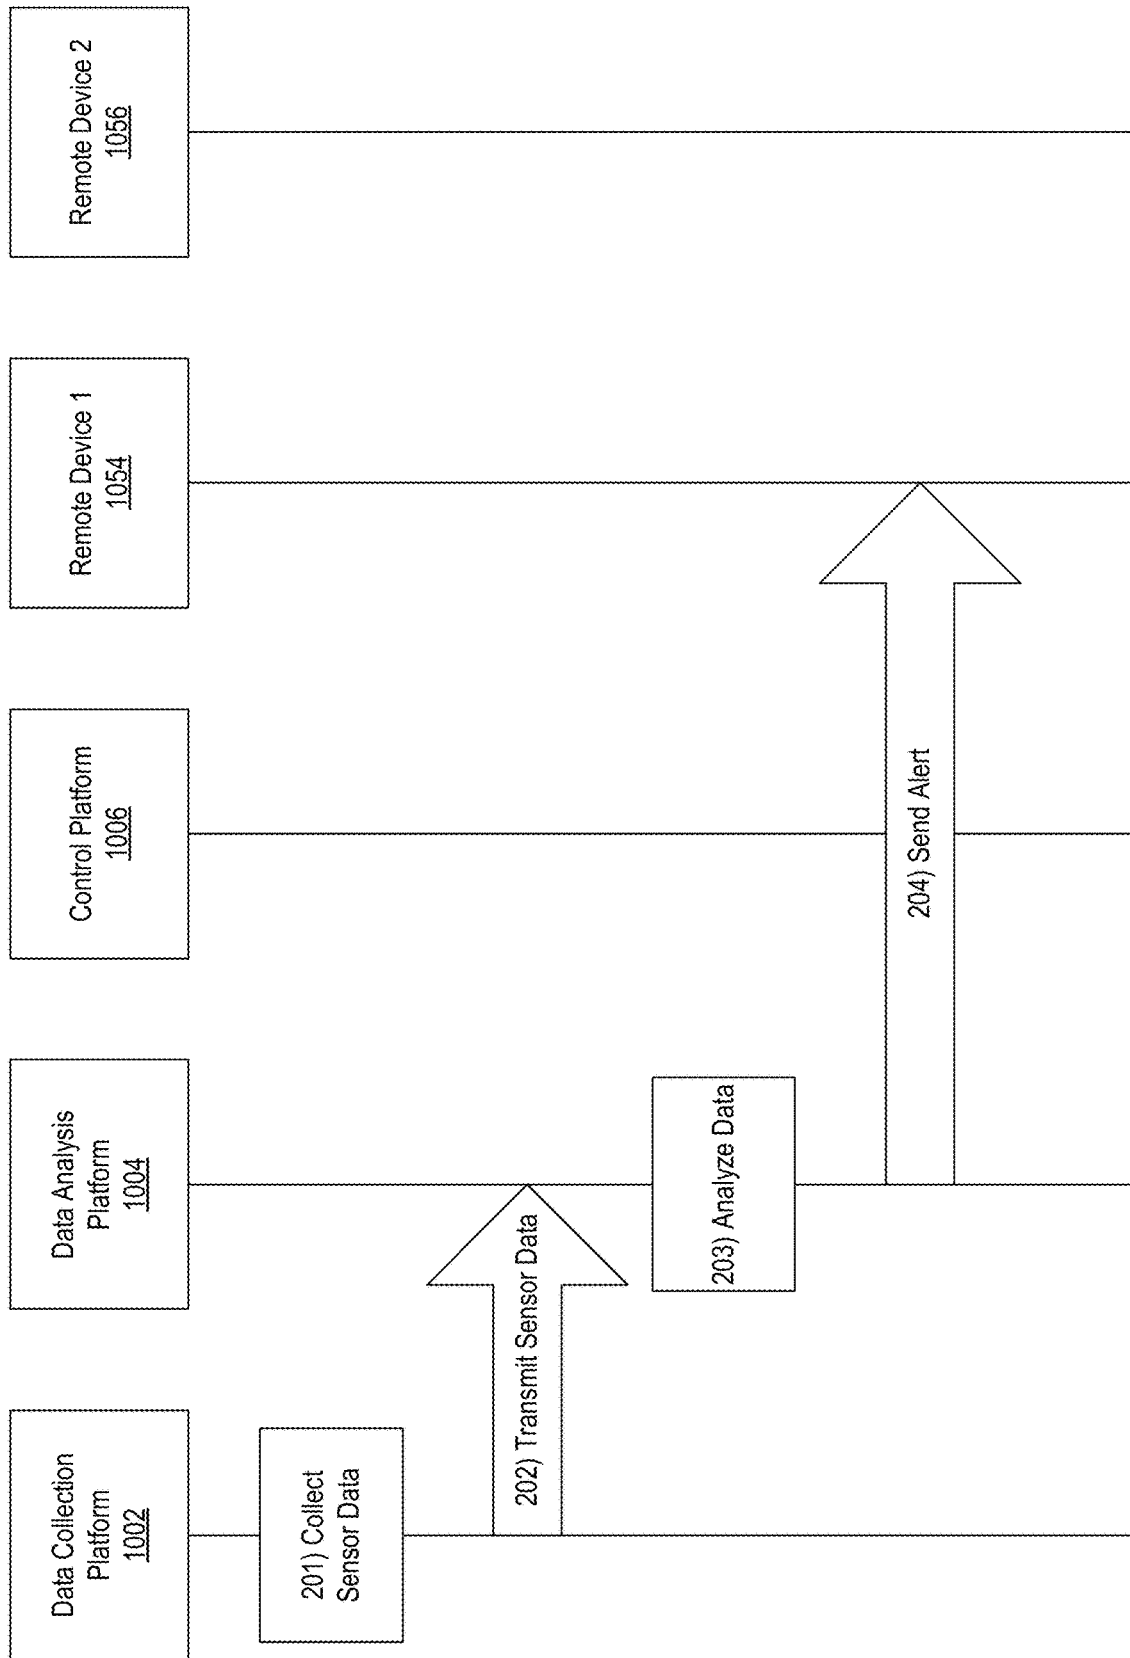 Data Collection
Platform
1002
Data Analysis
Platform
1004
Control Platform
1006
Remote Device 1
1054
Remote Device 2
1056
201) Collect
Sensor Data
202) Transmit Sensor Data
203) Analyze Data
204) Send Alert